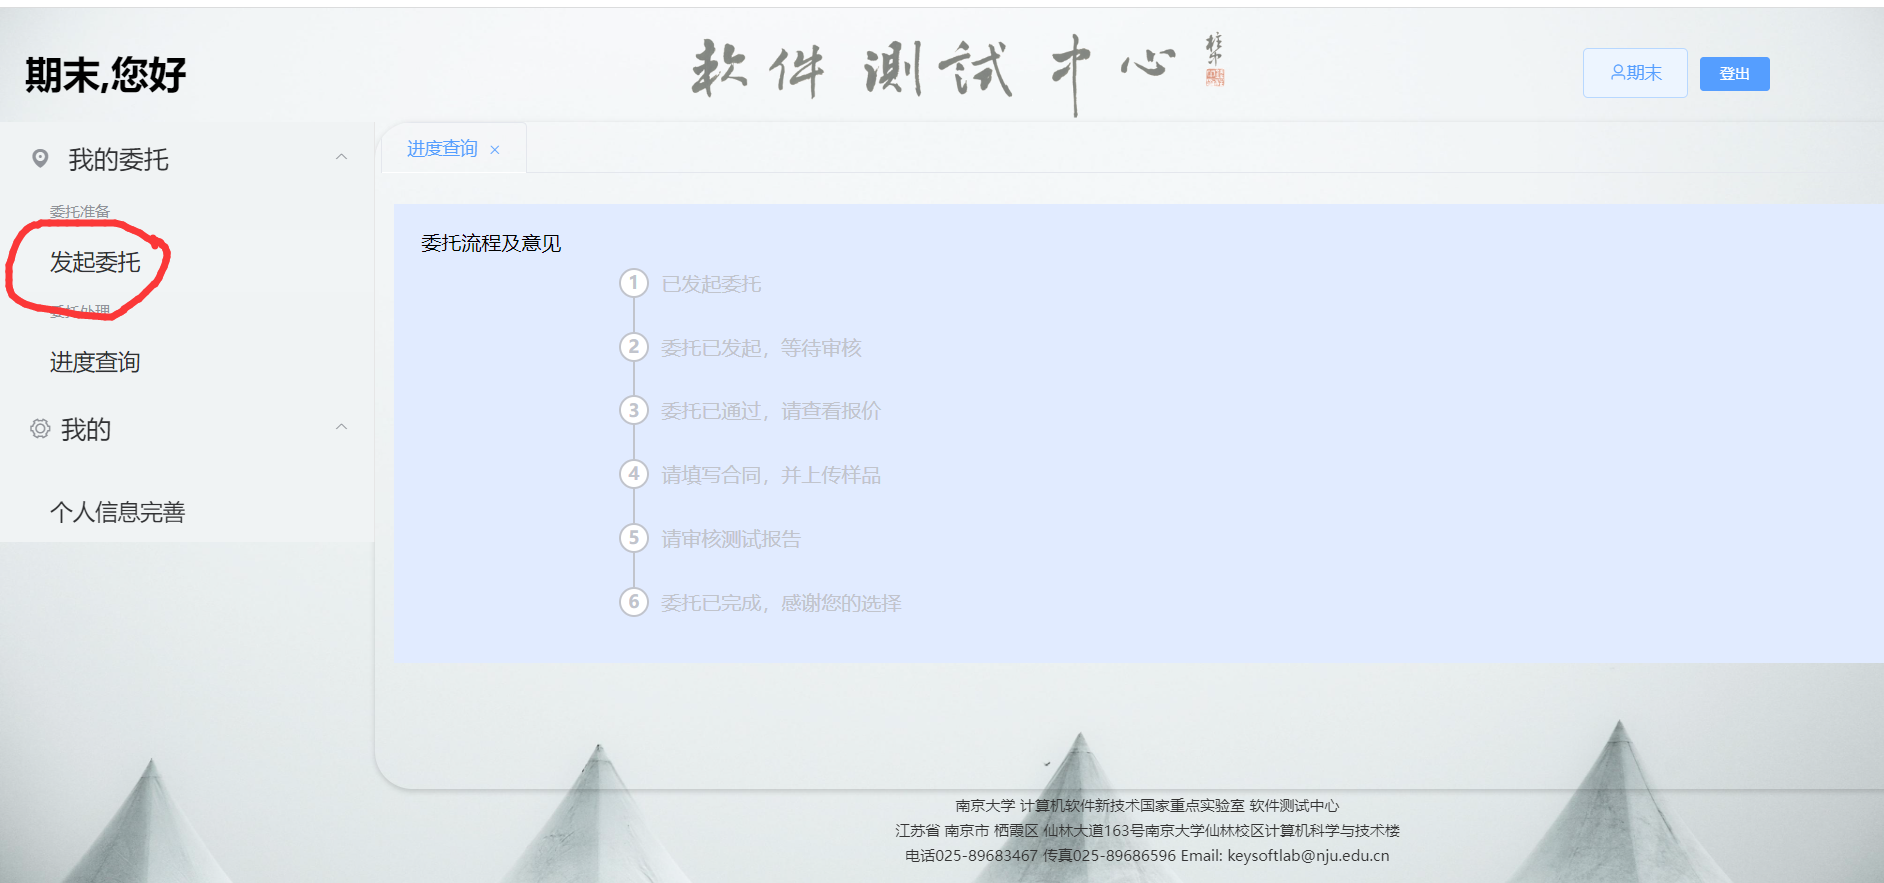 期末,您好
軟件 測試 中心
期末
登出
我的委托
委托准备
发起委托
委托处理
进度查询
我的
个人信息完善
进度查询 ×
委托流程及意见
1 已发起委托
2 委托已发起，等待审核
3 委托已通过，请查看报价
4 请填写合同，并上传样品
5 请审核测试报告
6 委托已完成，感谢您的选择
南京大学 计算机软件新技术国家重点实验室 软件测试中心
江苏省 南京市 栖霞区 仙林大道163号南京大学仙林校区计算机科学与技术楼
电话025-89683467 传真025-89686596 Email: keysoftlab@nju.edu.cn